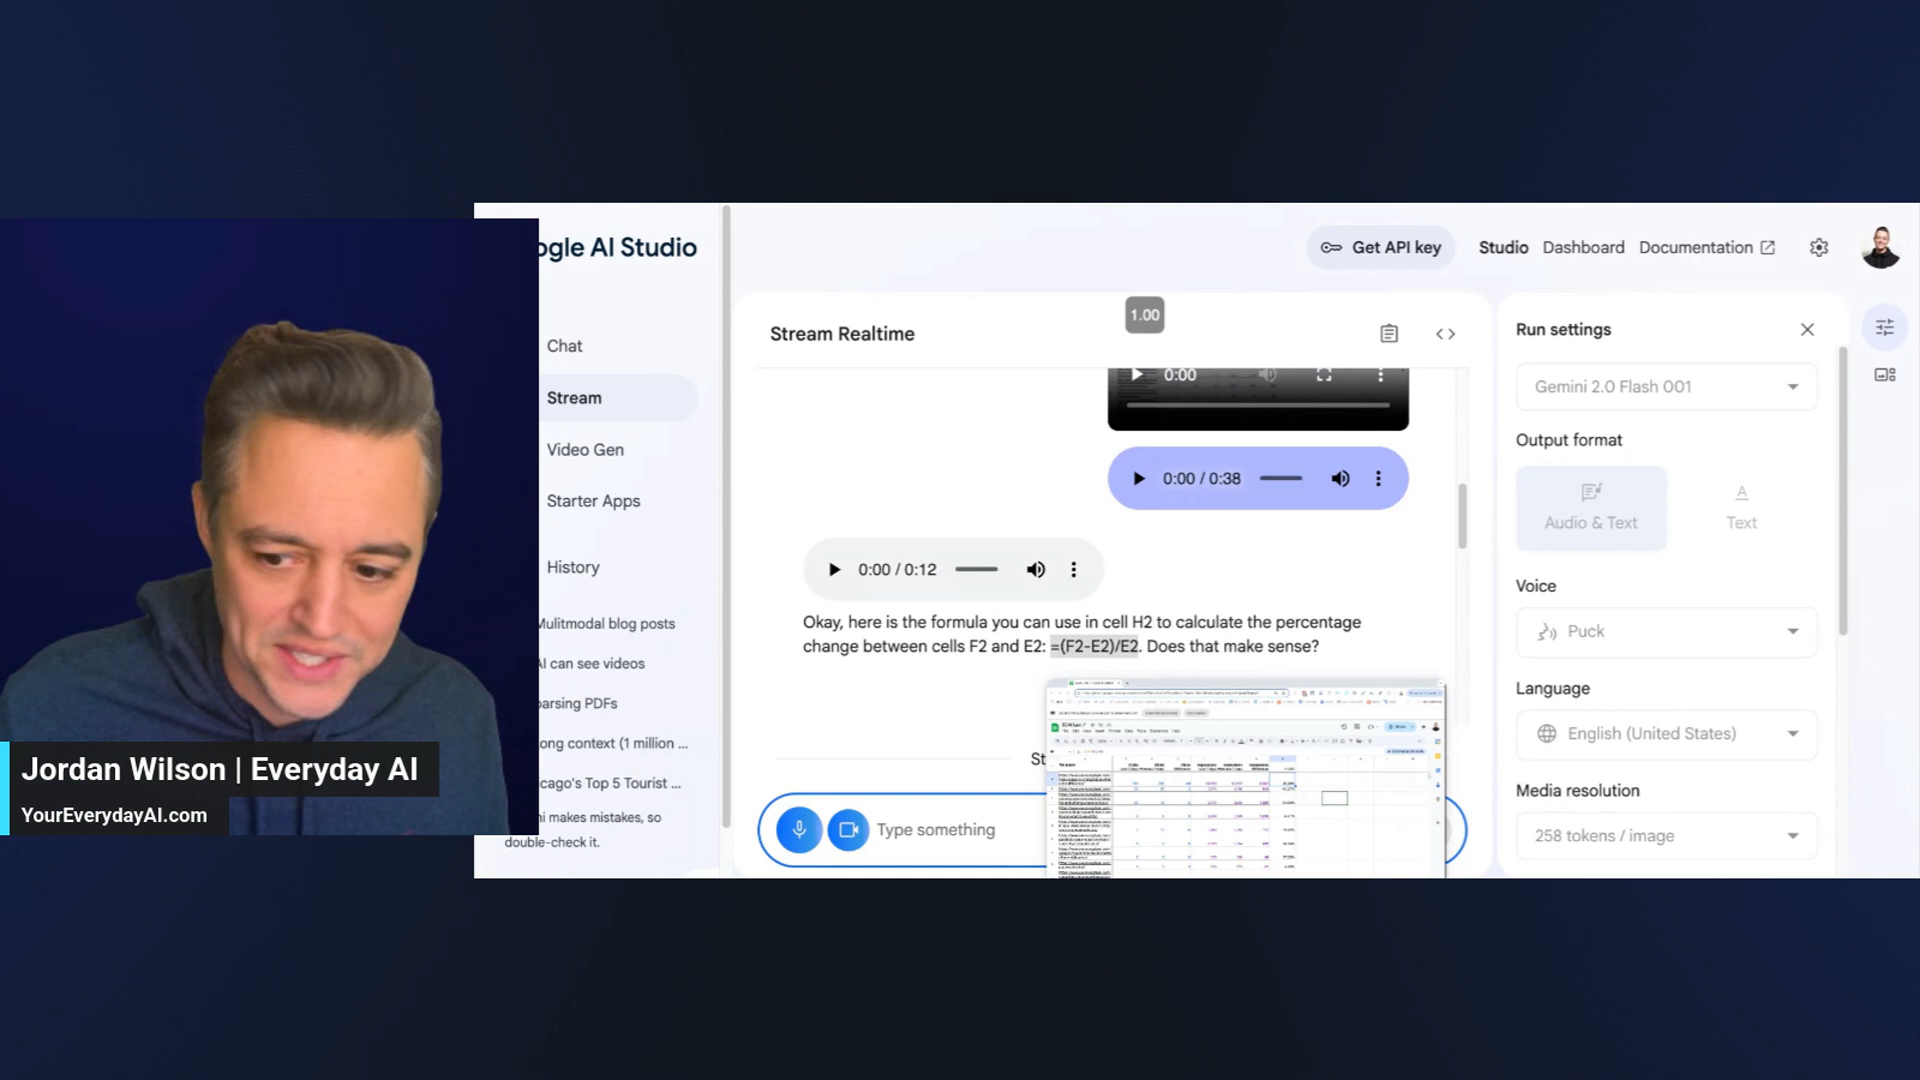 ogle AI Studio
Get API key
Studio
Dashboard
Documentation
Chat
Stream
Video Gen
Starter Apps
History
Mulitmodal blog posts
AI can see videos
parsing PDFs
ong context (1 million ...
cago's Top 5 Tourist ...
ni makes mistakes, so
double-check it.
Stream Realtime
1.00
0:00
0:00 / 0:38
0:00 / 0:12
Okay, here is the formula you can use in cell H2 to calculate the percentage
change between cells F2 and E2: =(F2-E2)/E2. Does that make sense?
St
Type something
Run settings
Gemini 2.0 Flash 001
Output format
Audio & Text
Text
Voice
Puck
Language
English (United States)
Media resolution
258 tokens / image
Jordan Wilson | Everyday AI
YourEverydayAI.com